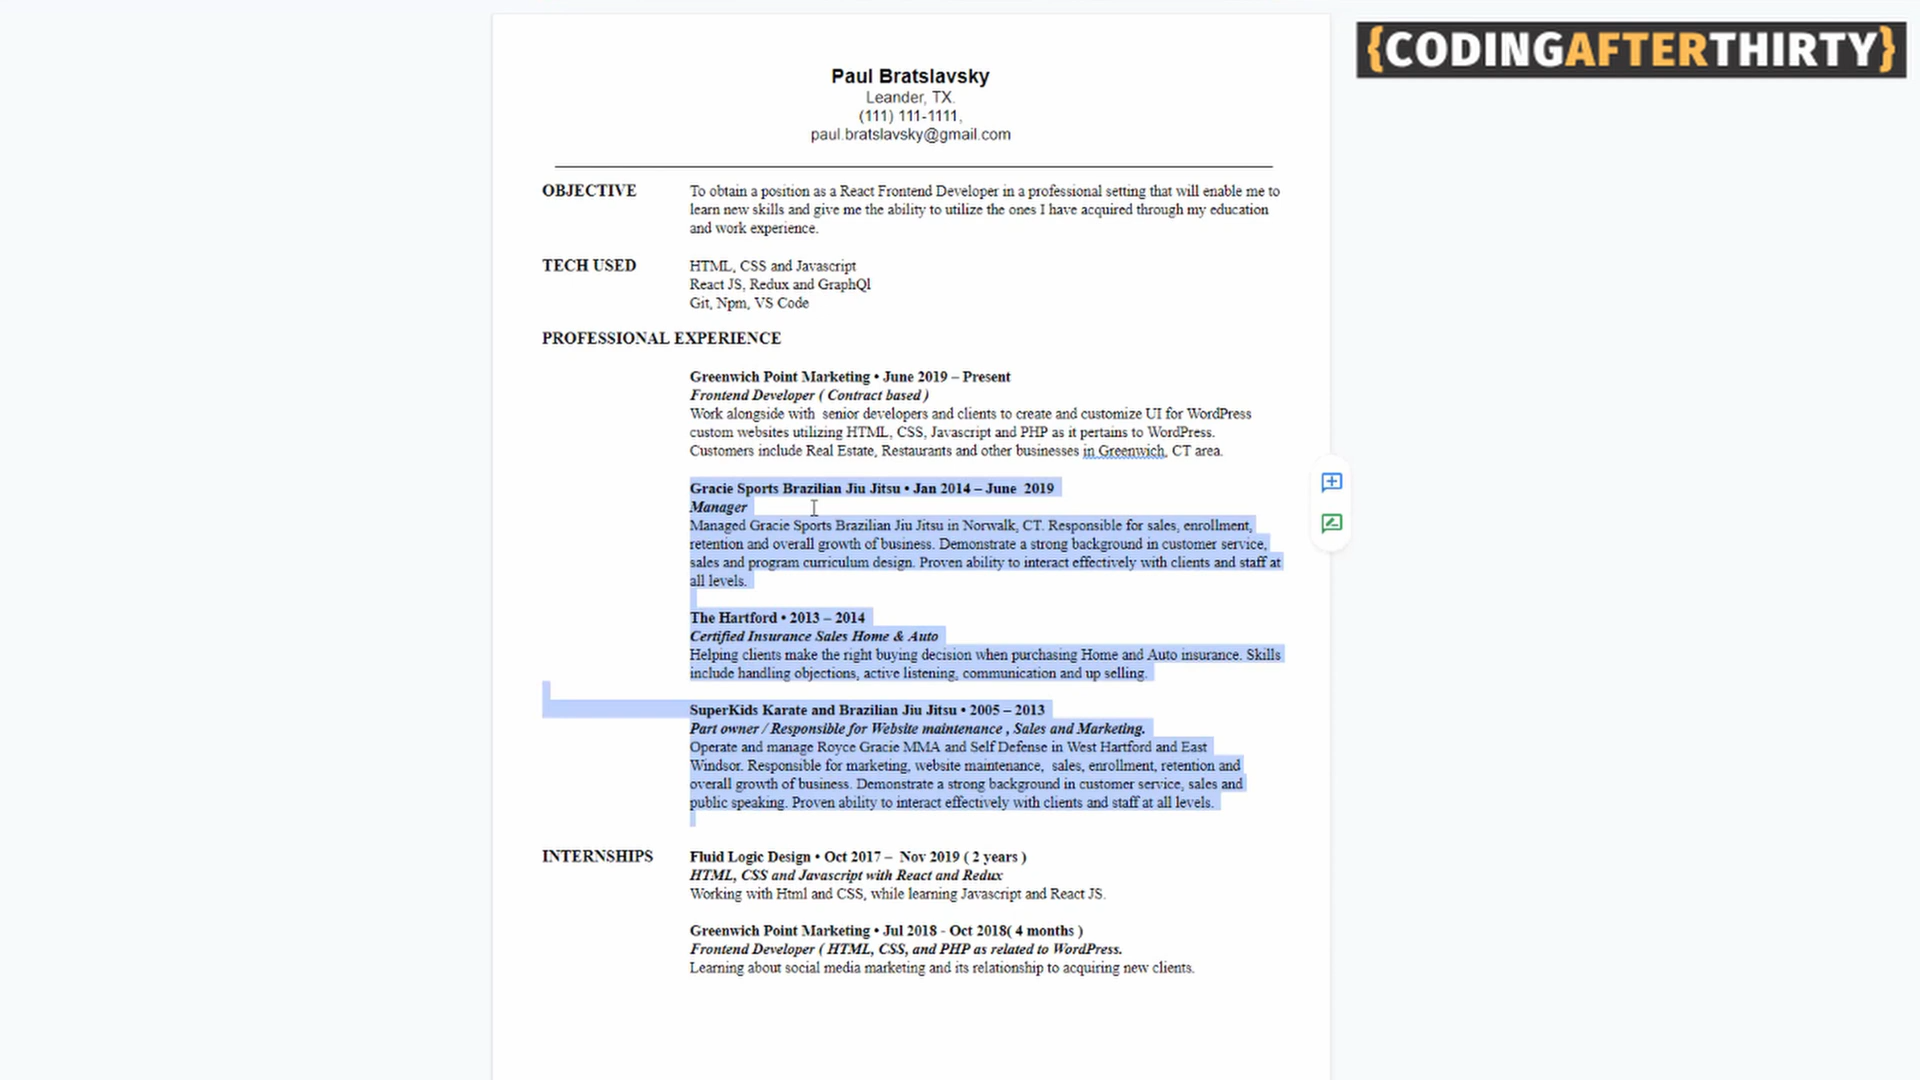 {CODINGAFTERTHIRTY}
Paul Bratslavsky
Leander, TX.
(111) 111-1111,
paul.bratslavsky@gmail.com
OBJECTIVE
To obtain a position as a React Frontend Developer in a professional setting that will enable me to
learn new skills and give me the ability to utilize the ones I have acquired through my education
and work experience.
TECH USED
HTML, CSS and Javascript
React JS, Redux and GraphQl
Git, Npm, VS Code
PROFESSIONAL EXPERIENCE
Greenwich Point Marketing • June 2019 – Present
Frontend Developer ( Contract based )
Work alongside with  senior developers and clients to create and customize UI for WordPress
custom websites utilizing HTML, CSS, Javascript and PHP as it pertains to WordPress.
Customers include Real Estate, Restaurants and other businesses in Greenwich, CT area.
Gracie Sports Brazilian Jiu Jitsu • Jan 2014 – June  2019
Manager
Managed Gracie Sports Brazilian Jiu Jitsu in Norwalk, CT. Responsible for sales, enrollment,
retention and overall growth of business. Demonstrate a strong background in customer service,
sales and program curriculum design. Proven ability to interact effectively with clients and staff at
all levels.
The Hartford • 2013 – 2014
Certified Insurance Sales Home & Auto
Helping clients make the right buying decision when purchasing Home and Auto insurance. Skills
include handling objections, active listening, communication and up selling.
SuperKids Karate and Brazilian Jiu Jitsu • 2005 – 2013
Part owner / Responsible for Website maintenance , Sales and Marketing.
Operate and manage Royce Gracie MMA and Self Defense in West Hartford and East
Windsor. Responsible for marketing, website maintenance,  sales, enrollment, retention and
overall growth of business. Demonstrate a strong background in customer service, sales and
public speaking. Proven ability to interact effectively with clients and staff at all levels.
INTERNSHIPS
Fluid Logic Design • Oct 2017 –  Nov 2019 ( 2 years )
HTML, CSS and Javascript with React and Redux
Working with Html and CSS, while learning Javascript and React JS.
Greenwich Point Marketing • Jul 2018 - Oct 2018( 4 months )
Frontend Developer ( HTML, CSS, and PHP as related to WordPress.
Learning about social media marketing and its relationship to acquiring new clients.